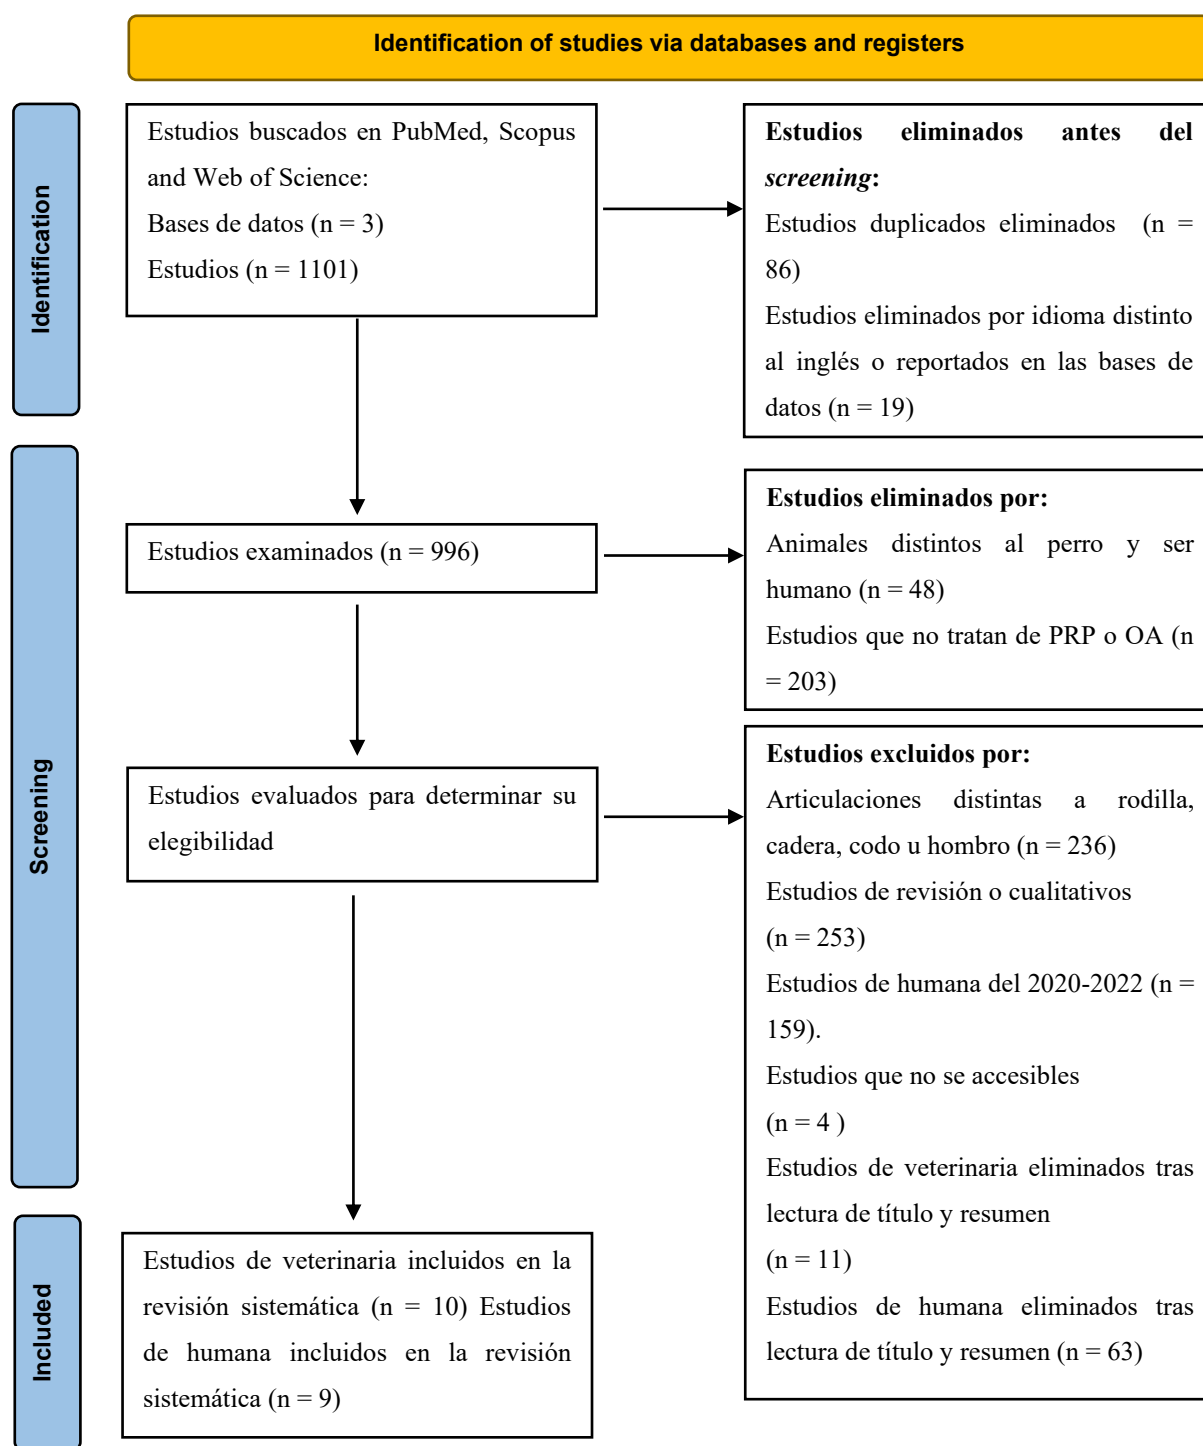 Identification of studies via databases and registers
Identification
Estudios buscados en PubMed, Scopus
and Web of Science:
Bases de datos (n = 3)
Estudios (n = 1101)
Estudios eliminados antes del
screening:
Estudios duplicados eliminados (n =
86)
Estudios eliminados por idioma distinto
al inglés o reportados en las bases de
datos (n = 19)
Screening
Estudios examinados (n = 996)
Estudios eliminados por:
Animales distintos al perro y ser
humano (n = 48)
Estudios que no tratan de PRP o OA (n
= 203)
Estudios evaluados para determinar su
elegibilidad
Estudios excluidos por:
Articulaciones distintas a rodilla,
cadera, codo u hombro (n = 236)
Estudios de revisión o cualitativos
(n = 253)
Estudios de humana del 2020-2022 (n =
159).
Estudios que no se accesibles
(n = 4 )
Estudios de veterinaria eliminados tras
lectura de título y resumen
(n = 11)
Estudios de humana eliminados tras
lectura de título y resumen (n = 63)
Included
Estudios de veterinaria incluidos en la
revisión sistemática (n = 10) Estudios
de humana incluidos en la revisión
sistemática (n = 9)